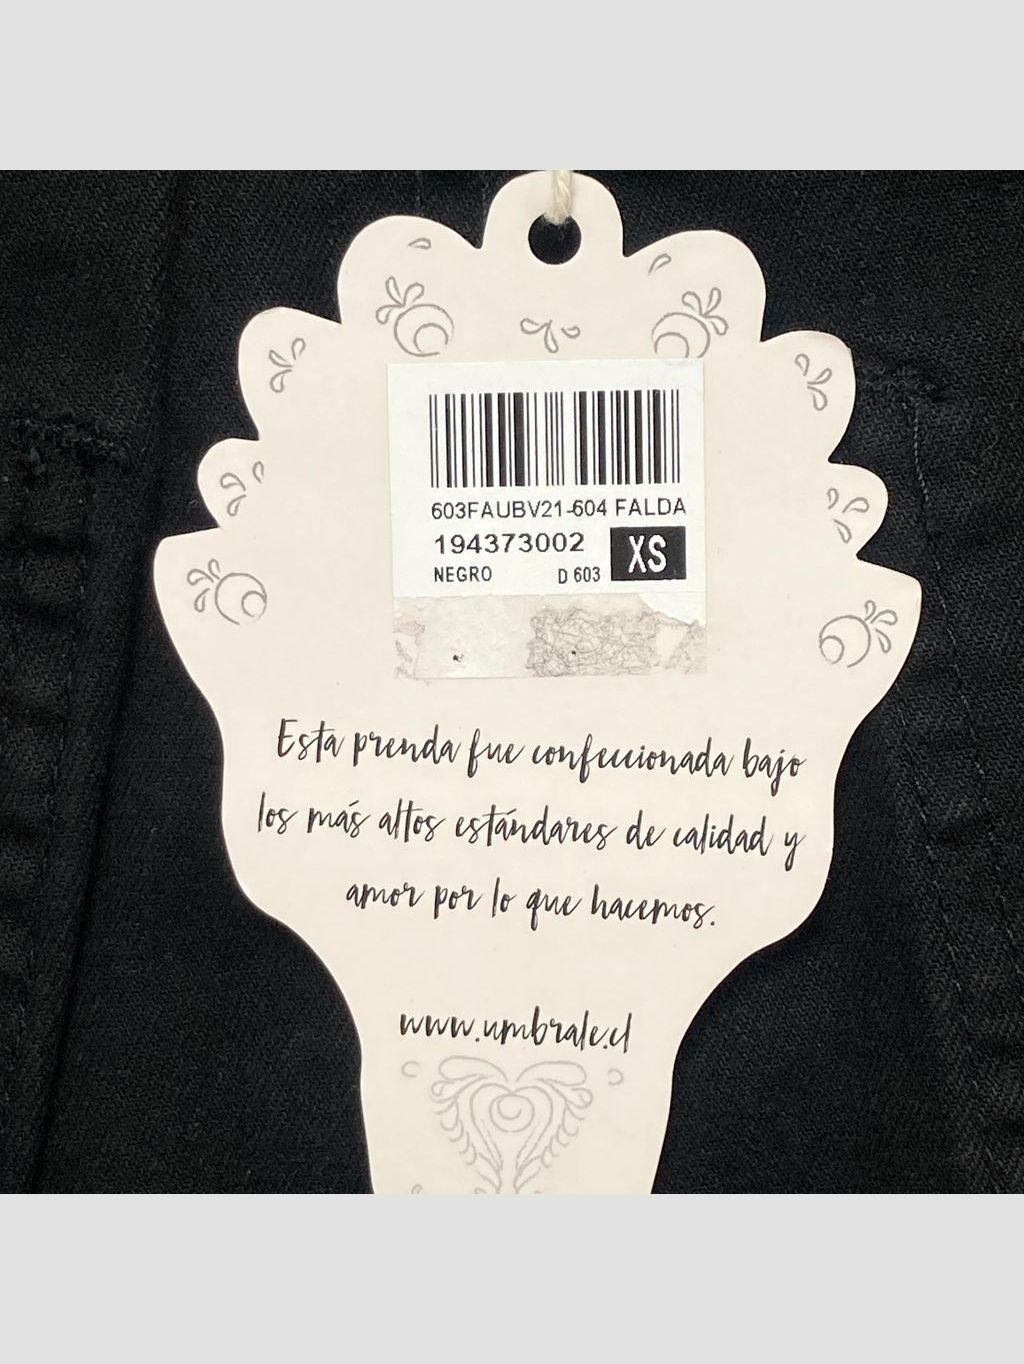 603FAUBV21-604 FALDA
194373002
XS
NEGRO D 603
Esta prenda fue confeccionada bajo
los más altos estándares de calidad y
amor por lo que hacemos.
www.umbrale.cl